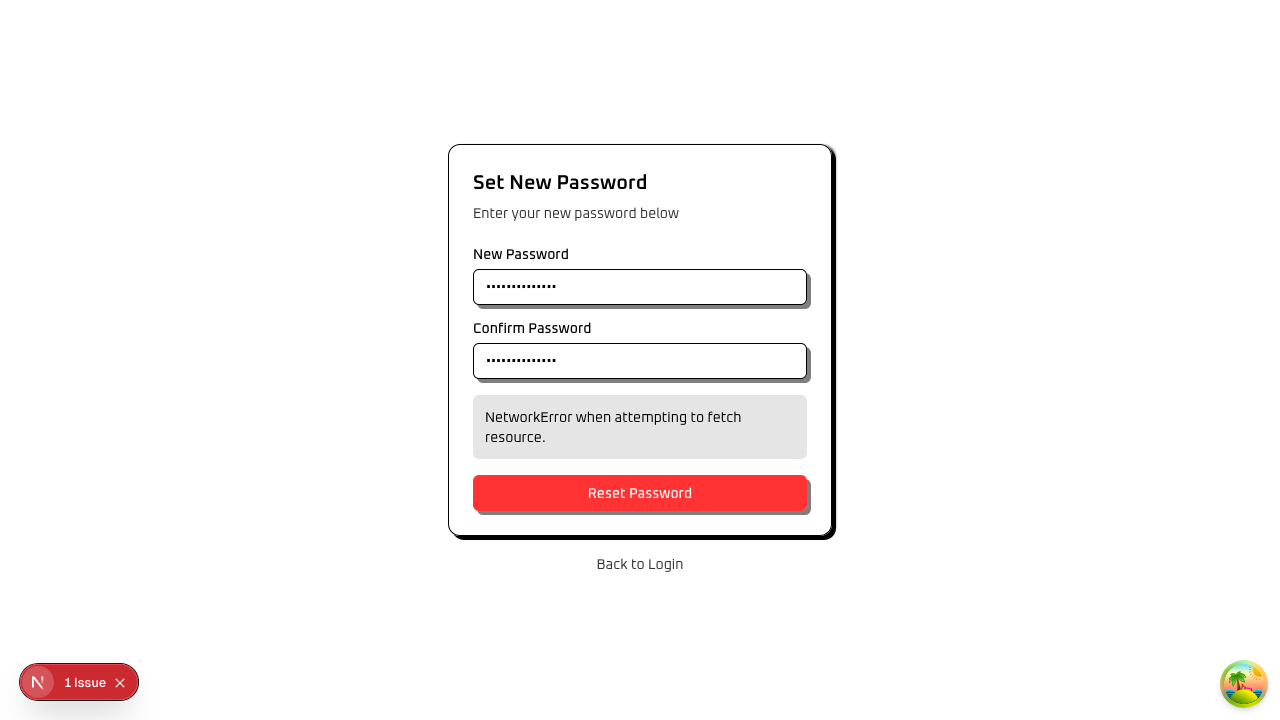 Set New Password
Enter your new password below
New Password
••••••••••••••
Confirm Password
••••••••••••••
NetworkError when attempting to fetch
resource.
Reset Password
Back to Login
N
1 Issue